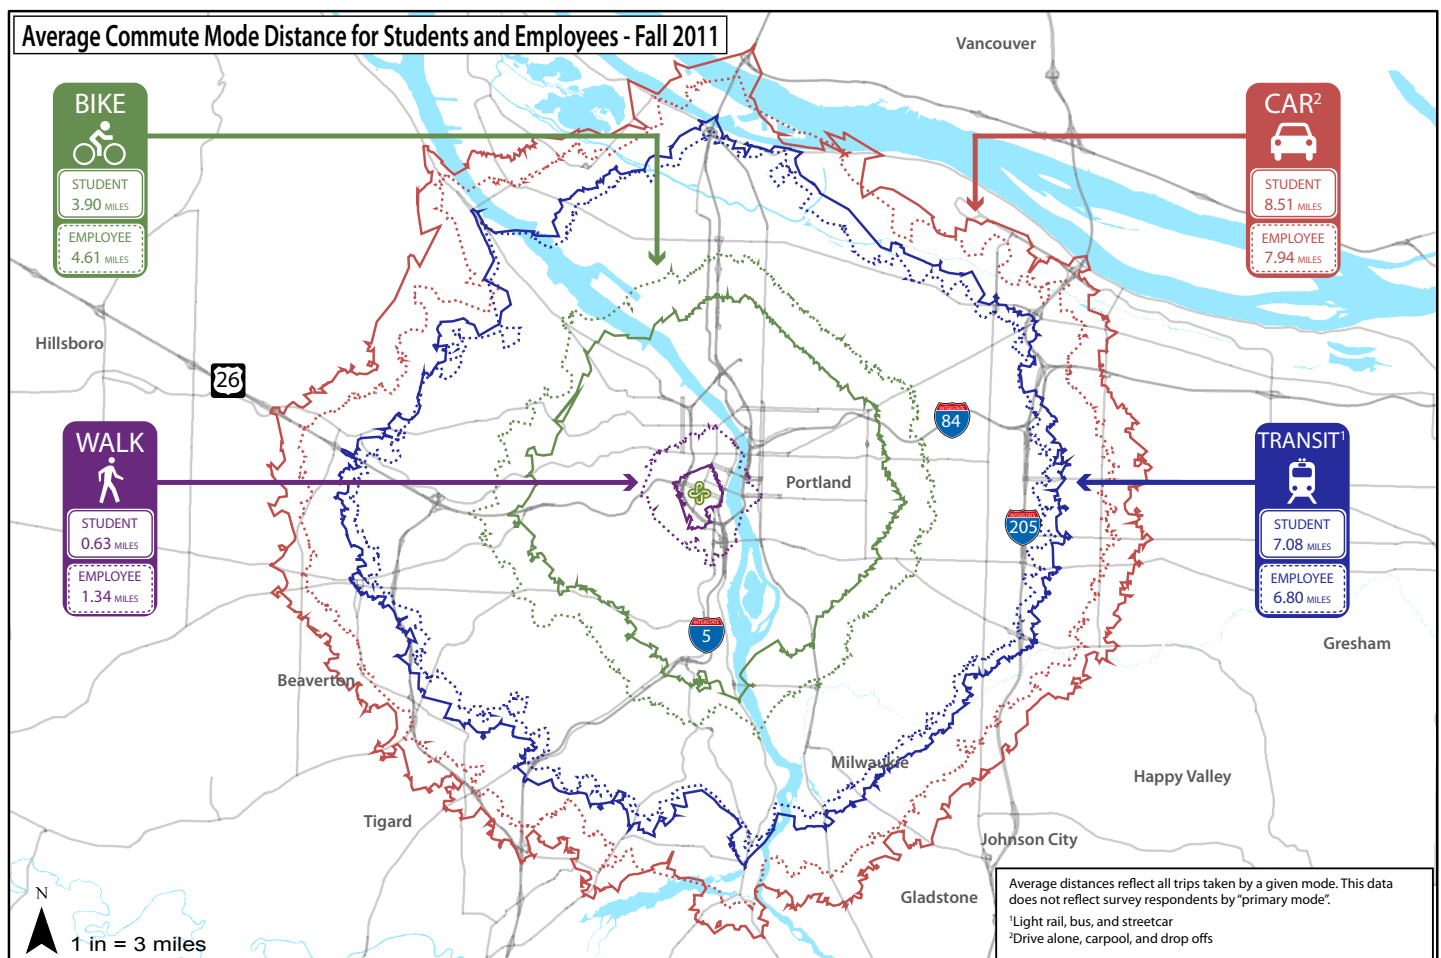 Average Commute Mode Distance for Students and Employees - Fall 2011
Vancouver
BIKE
STUDENT
3.90 MILES
EMPLOYEE
4.61 MILES
CAR²
STUDENT
8.51 MILES
EMPLOYEE
7.94 MILES
Hillsboro
26
INTERSTATE
84
WALK
STUDENT
0.63 MILES
EMPLOYEE
1.34 MILES
Portland
TRANSIT¹
STUDENT
7.08 MILES
EMPLOYEE
6.80 MILES
INTERSTATE
205
INTERSTATE
5
Gresham
Beaverton
Milwaukie
Happy Valley
Tigard
Johnson City
Gladstone
N
1 in = 3 miles
Average distances reflect all trips taken by a given mode. This data
does not reflect survey respondents by “primary mode”.
¹Light rail, bus, and streetcar
²Drive alone, carpool, and drop offs